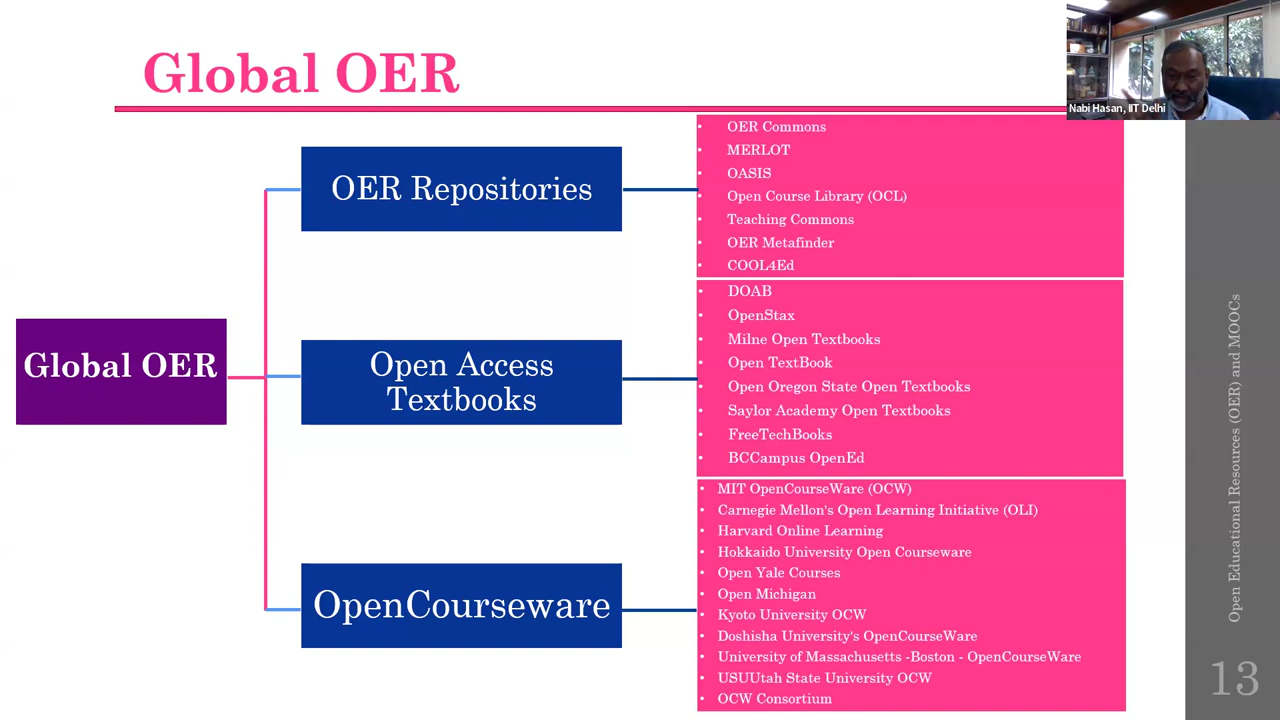 Global OER
Nabi Hasan, IIT Delhi
Global OER
OER Repositories
• OER Commons
• MERLOT
• OASIS
• Open Course Library (OCL)
• Teaching Commons
• OER Metafinder
• COOL4Ed
Open Access
Textbooks
• DOAB
• OpenStax
• Milne Open Textbooks
• Open TextBook
• Open Oregon State Open Textbooks
• Saylor Academy Open Textbooks
• FreeTechBooks
• BCCampus OpenEd
OpenCourseware
• MIT OpenCourseWare (OCW)
• Carnegie Mellon's Open Learning Initiative (OLI)
• Harvard Online Learning
• Hokkaido University Open Courseware
• Open Yale Courses
• Open Michigan
• Kyoto University OCW
• Doshisha University's OpenCourseWare
• University of Massachusetts -Boston - OpenCourseWare
• USUUtah State University OCW
• OCW Consortium
Open Educational Resources (OER) and MOOCs
13